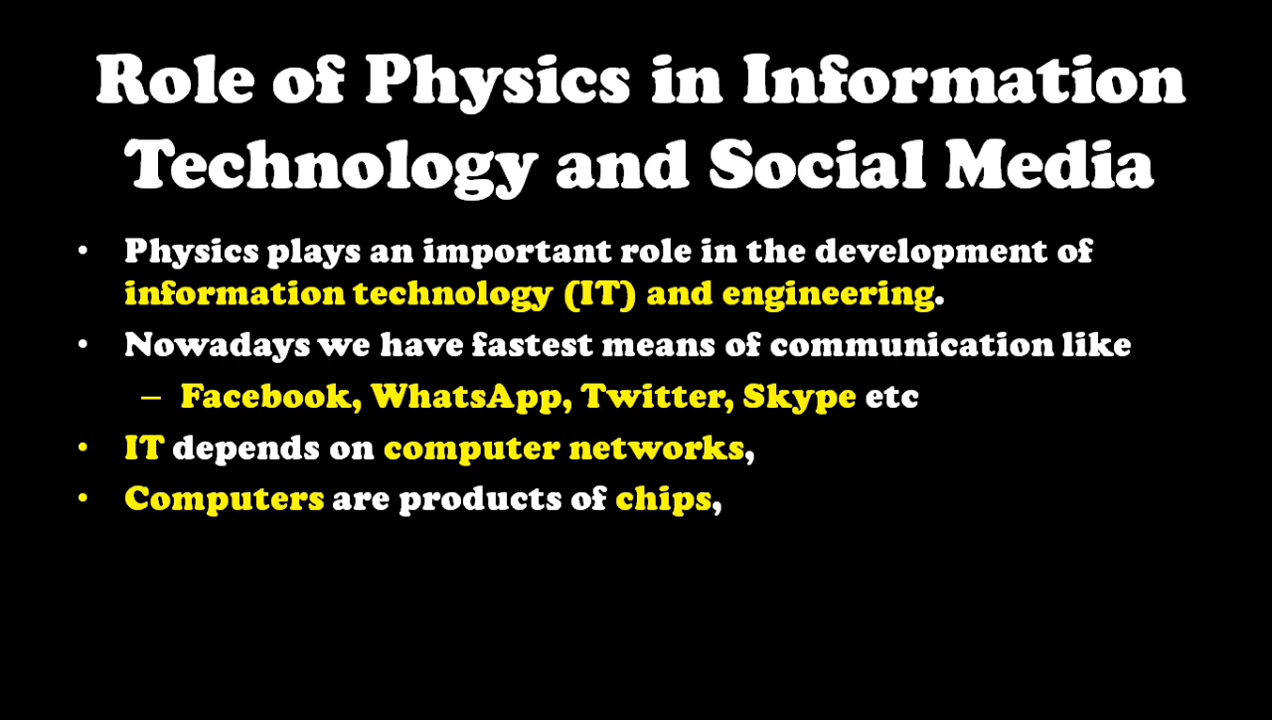 Role of Physics in Information
Technology and Social Media
• Physics plays an important role in the development of
information technology (IT) and engineering.
• Nowadays we have fastest means of communication like
– Facebook, WhatsApp, Twitter, Skype etc
• IT depends on computer networks,
• Computers are products of chips,